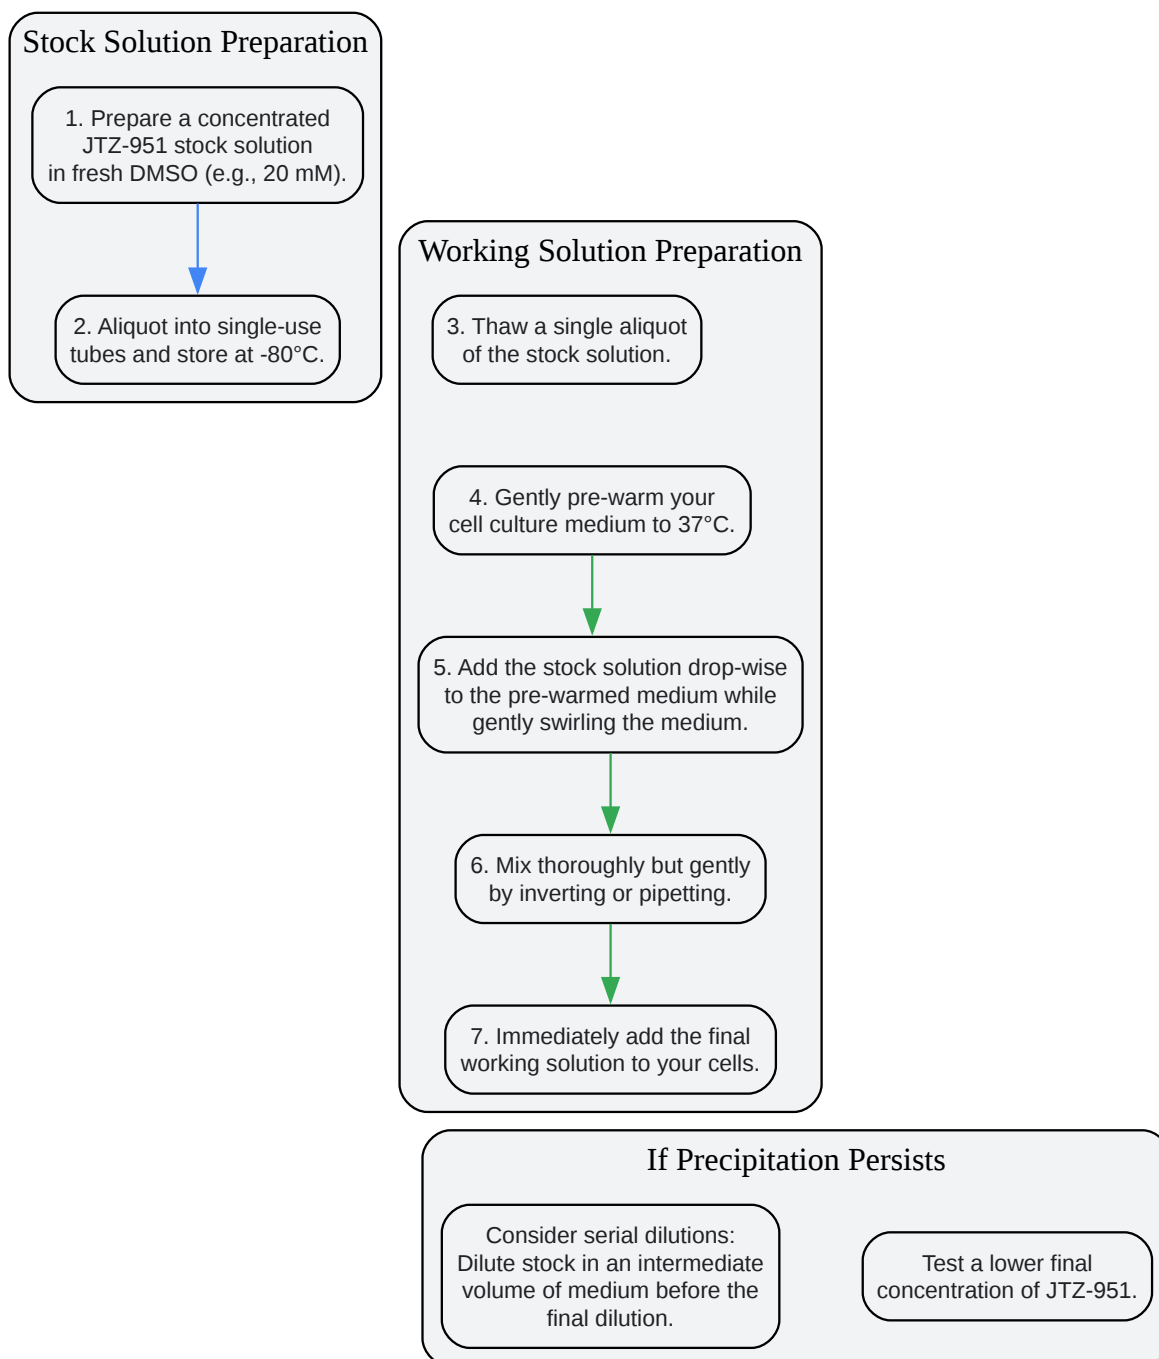 Stock Solution Preparation
1. Prepare a concentrated
JTZ-951 stock solution
in fresh DMSO (e.g., 20 mM).
2. Aliquot into single-use
tubes and store at -80°C.
Working Solution Preparation
3. Thaw a single aliquot
of the stock solution.
4. Gently pre-warm your
cell culture medium to 37°C.
5. Add the stock solution drop-wise
to the pre-warmed medium while
gently swirling the medium.
6. Mix thoroughly but gently
by inverting or pipetting.
7. Immediately add the final
working solution to your cells.
If Precipitation Persists
Consider serial dilutions:
Dilute stock in an intermediate
volume of medium before the
final dilution.
Test a lower final
concentration of JTZ-951.